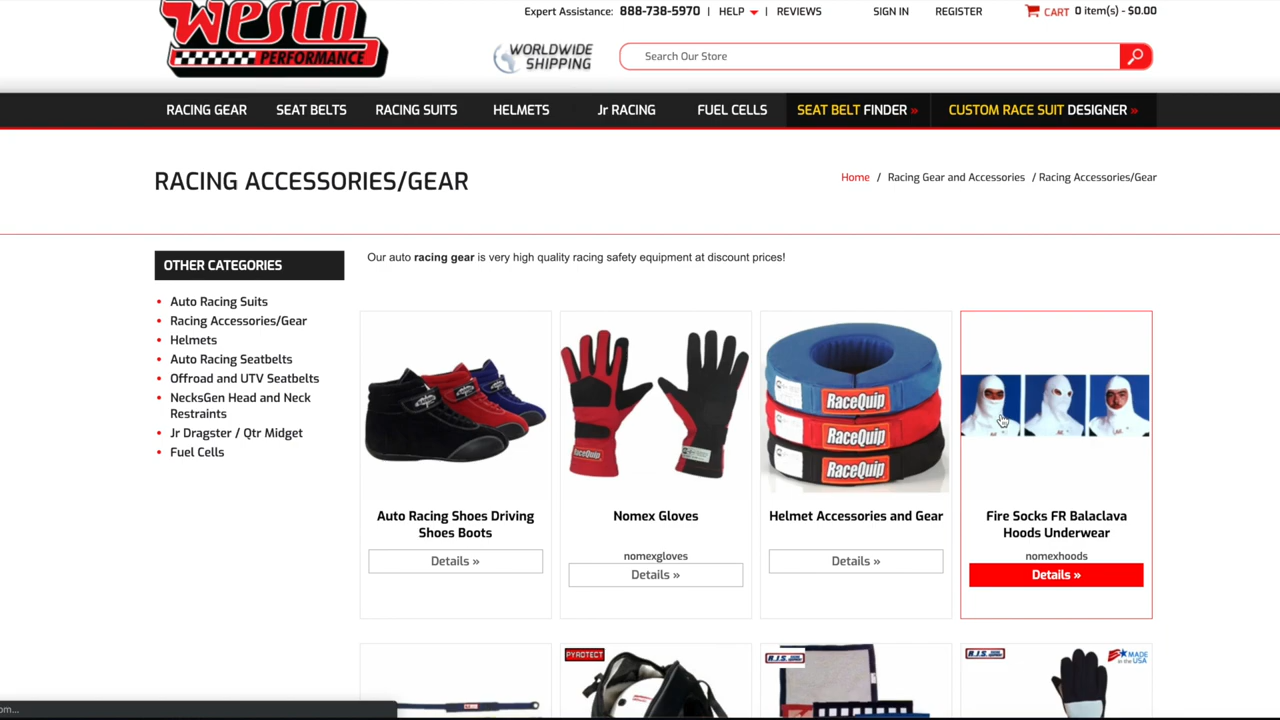 Wesco
PERFORMANCE
Expert Assistance: 888-738-5970 | HELP | REVIEWS
SIGN IN
REGISTER
CART 0 item(s) - $0.00
WORLDWIDE
SHIPPING
Search Our Store
RACING GEAR
SEAT BELTS
RACING SUITS
HELMETS
Jr RACING
FUEL CELLS
SEAT BELT FINDER »
CUSTOM RACE SUIT DESIGNER »
RACING ACCESSORIES/GEAR
Home / Racing Gear and Accessories / Racing Accessories/Gear
OTHER CATEGORIES
• Auto Racing Suits
• Racing Accessories/Gear
• Helmets
• Auto Racing Seatbelts
• Offroad and UTV Seatbelts
• NecksGen Head and Neck
Restraints
• Jr Dragster / Qtr Midget
• Fuel Cells
Our auto racing gear is very high quality racing safety equipment at discount prices!
Auto Racing Shoes Driving
Shoes Boots
Details »
RaceQuip
Nomex Gloves
nomexgloves
Details »
RaceQuip
RaceQuip
RaceQuip
Helmet Accessories and Gear
Details »
Fire Socks FR Balaclava
Hoods Underwear
nomexhoods
Details »
PYROTECT
R.J.S.
R.J.S.
MADE
in the USA
om...